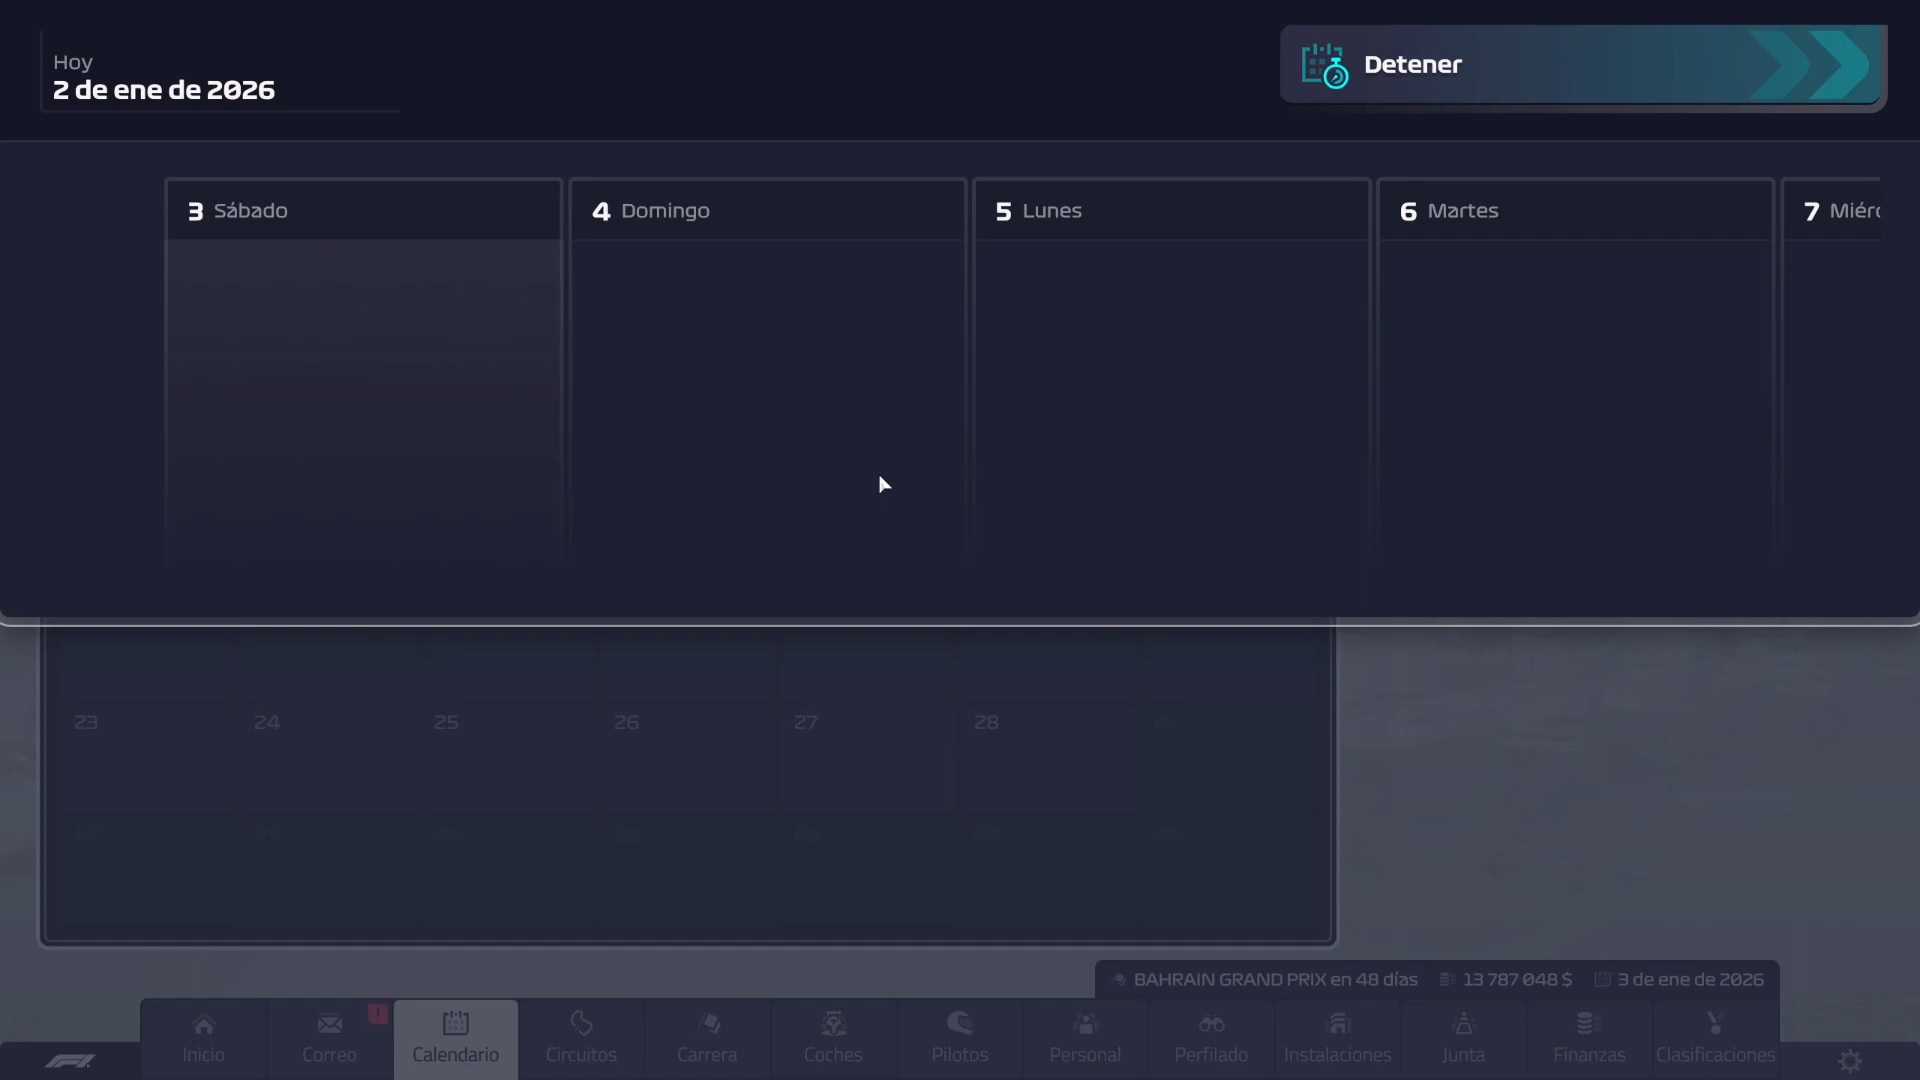 Hoy
2 de ene de 2026
Detener
3 Sábado
4 Domingo
5 Lunes
6 Martes
7 Miérc
23 24 25 26 27 28
BAHRAIN GRAND PRIX en 48 días 13 787 048 $ 3 de ene de 2026
Inicio Correo Calendario Circuitos Carrera Coches Pilotos Personal Perfilado Instalaciones Junta Finanzas Clasificaciones